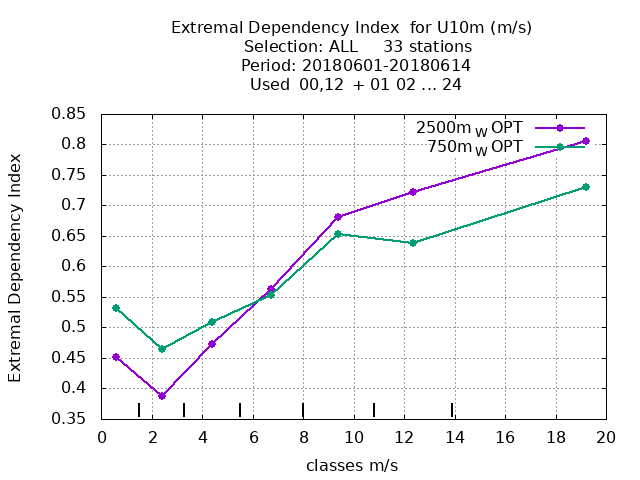 Extremal Dependency Index  for U10m (m/s)
Selection: ALL     33 stations
Period: 20180601-20180614
Used  00,12  + 01 02 ... 24
2500m W OPT
750m W OPT
0.85
0.8
0.75
0.7
0.65
0.6
0.55
0.5
0.45
0.4
0.35
Extremal Dependency Index
0 2 4 6 8 10 12 14 16 18 20
classes m/s